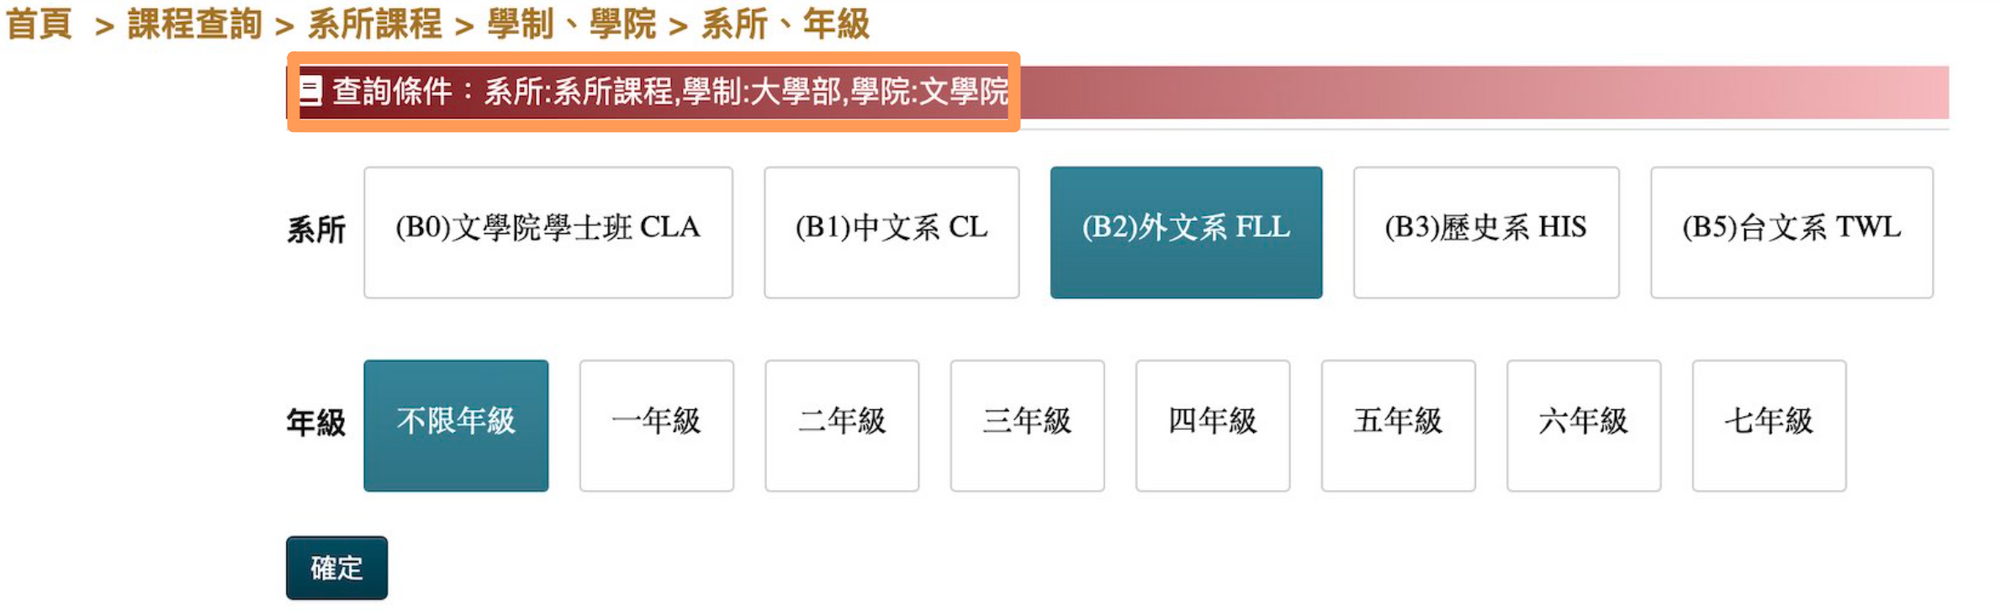 首頁 > 課程查詢 > 系所課程 > 學制、學院 > 系所、年級
查詢條件：系所:系所課程,學制:大學部,學院:文學院
系所 (B0)文學院學士班 CLA (B1)中文系 CL (B2)外文系 FLL (B3)歷史系 HIS (B5)台文系 TWL
年級 不限年級 一年級 二年級 三年級 四年級 五年級 六年級 七年級
確定